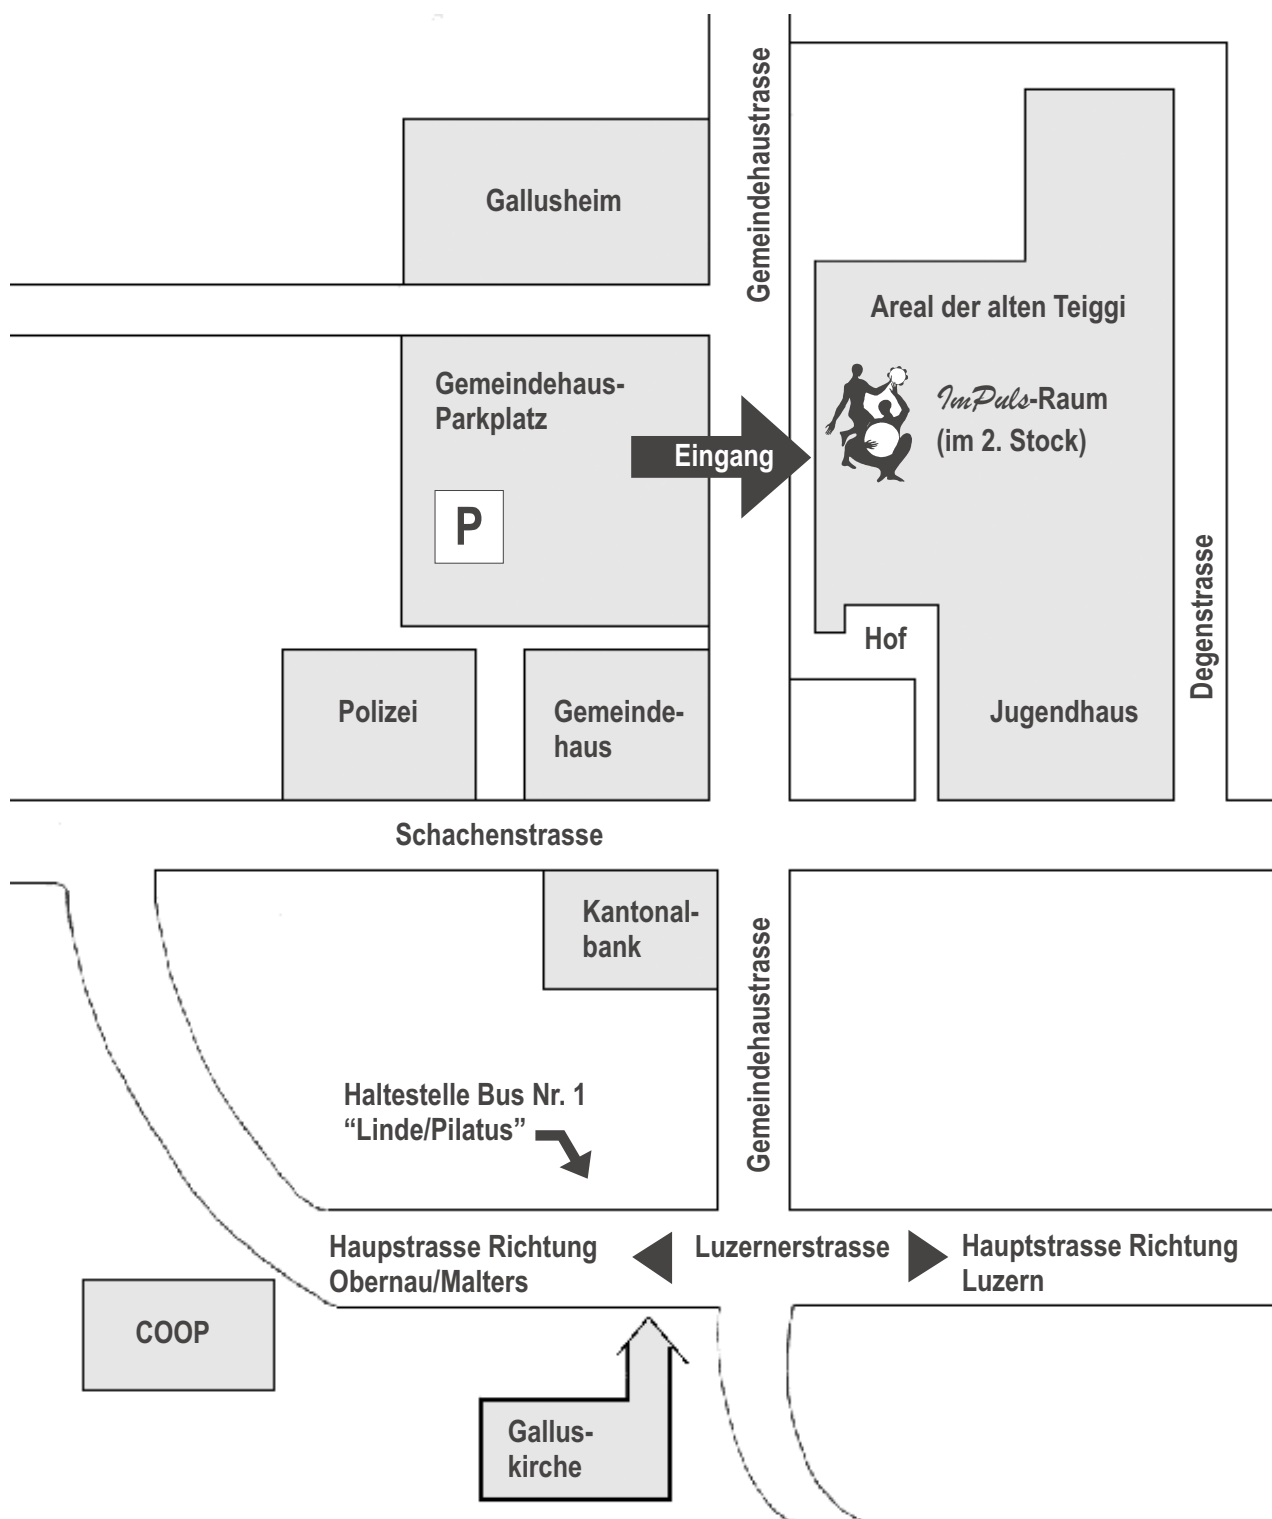 Gemeindehaustrasse
Gallusheim
Areal der alten Teiggi
Gemeindehaus-
Parkplatz
ImPuls-Raum
(im 2. Stock)
Eingang
P
Degenstrasse
Hof
Polizei
Gemeinde-
haus
Jugendhaus
Schachenstrasse
Kantonal-
bank
Gemeindehaustrasse
Haltestelle Bus Nr. 1
“Linde/Pilatus”
Haupstrasse Richtung
Obernau/Malters
Luzernerstrasse
Hauptstrasse Richtung
Luzern
COOP
Gallus-
kirche